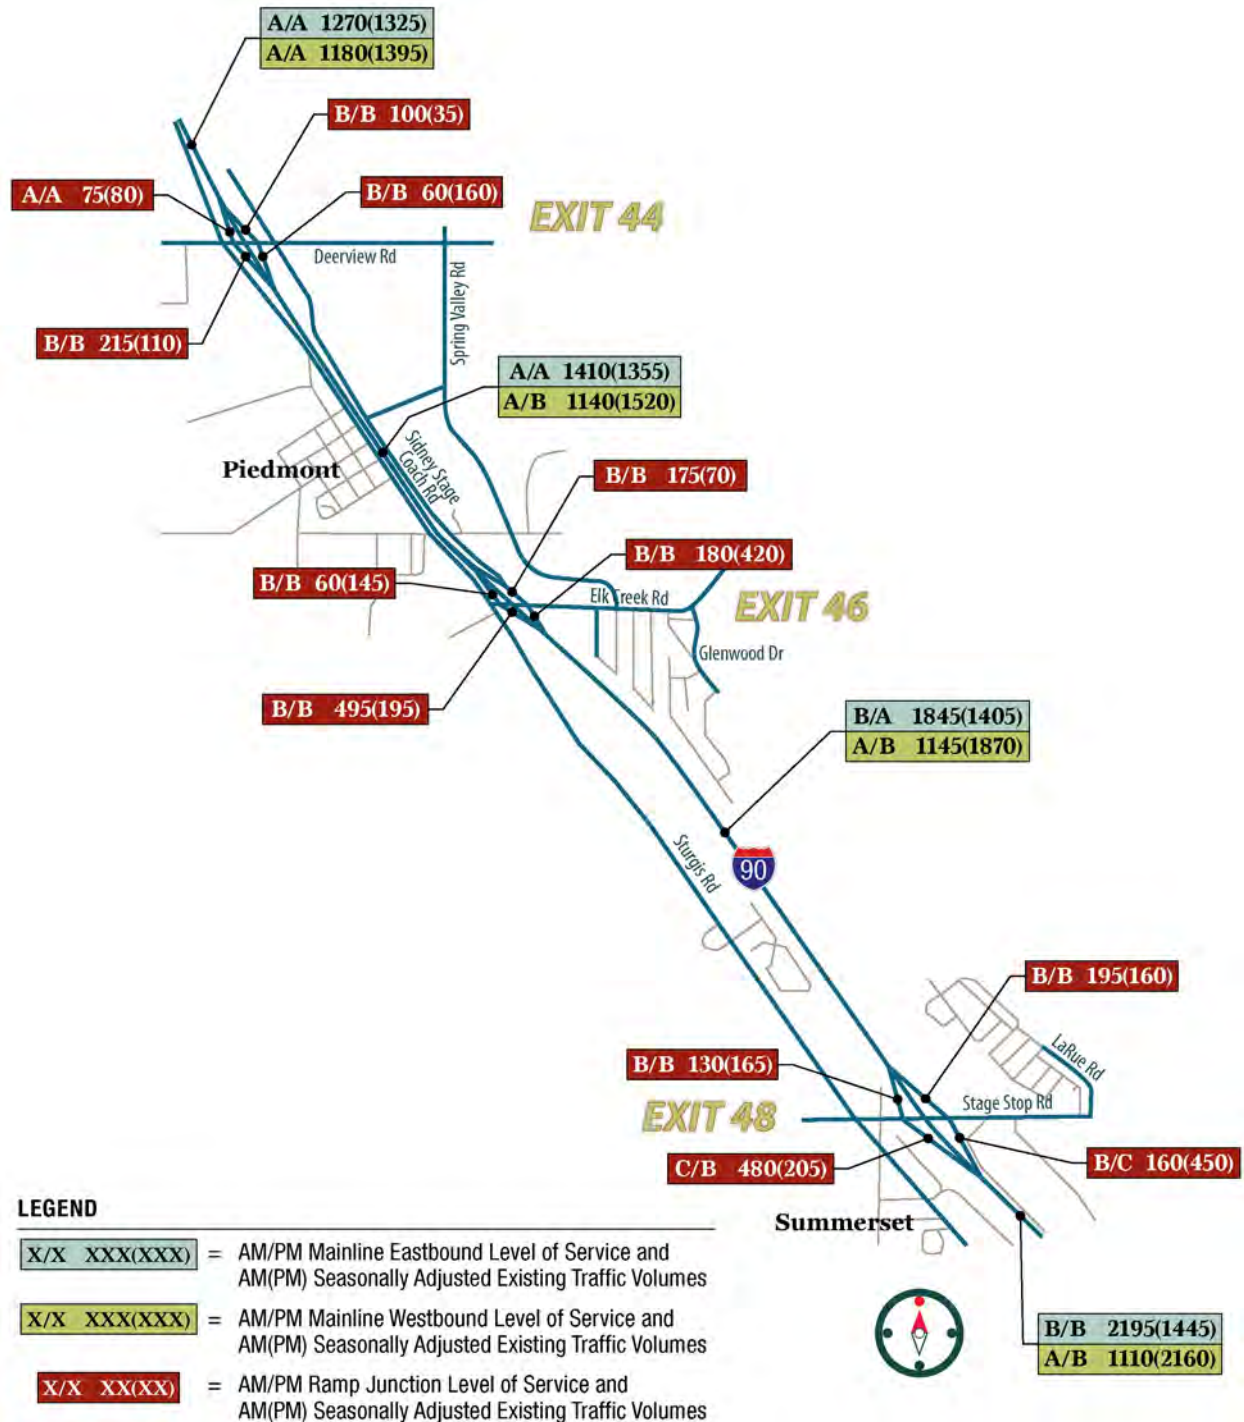 A/A 1270(1325)
A/A 1180(1395)
B/B 100(35)
A/A 75(80)
B/B 60(160)
EXIT 44
Deerview Rd
Spring Valley Rd
B/B 215(110)
A/A 1410(1355)
A/B 1140(1520)
Sidney Stage
Coach Rd
Piedmont
B/B 175(70)
B/B 180(420)
B/B 60(145)
Elk Creek Rd
EXIT 46
Glenwood Dr
B/B 495(195)
B/A 1845(1405)
A/B 1145(1870)
Sturgis Rd
90
B/B 195(160)
LaRue Rd
B/B 130(165)
Stage Stop Rd
EXIT 48
C/B 480(205)
B/C 160(450)
Summerset
B/B 2195(1445)
A/B 1110(2160)
LEGEND
X/X XXX(XXX) = AM/PM Mainline Eastbound Level of Service and
AM(PM) Seasonally Adjusted Existing Traffic Volumes
X/X XXX(XXX) = AM/PM Mainline Westbound Level of Service and
AM(PM) Seasonally Adjusted Existing Traffic Volumes
X/X XX(XX) = AM/PM Ramp Junction Level of Service and
AM(PM) Seasonally Adjusted Existing Traffic Volumes